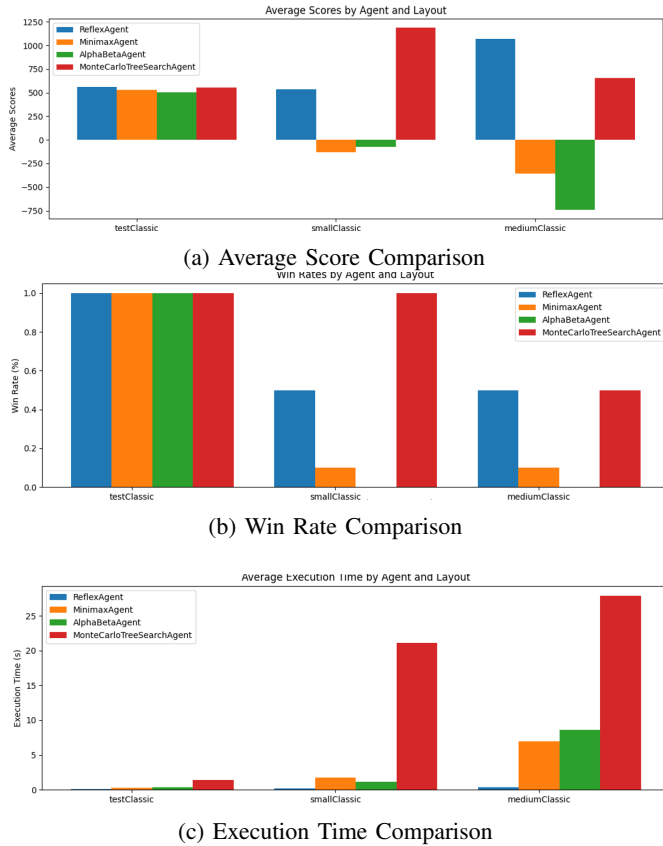 Average Scores by Agent and Layout
1250
1000
750
500
250
0
−250
−500
−750
Average Scores
ReflexAgent
MinimaxAgent
AlphaBetaAgent
MonteCarloTreeSearchAgent
testClassic
smallClassic
mediumClassic
(a) Average Score Comparison
Win Rates by Agent and Layout
1.0
0.8
0.6
0.4
0.2
0.0
Win Rate (%)
ReflexAgent
MinimaxAgent
AlphaBetaAgent
MonteCarloTreeSearchAgent
testClassic
smallClassic
mediumClassic
(b) Win Rate Comparison
Average Execution Time by Agent and Layout
25
20
15
10
5
0
Execution Time (s)
ReflexAgent
MinimaxAgent
AlphaBetaAgent
MonteCarloTreeSearchAgent
testClassic
smallClassic
mediumClassic
(c) Execution Time Comparison